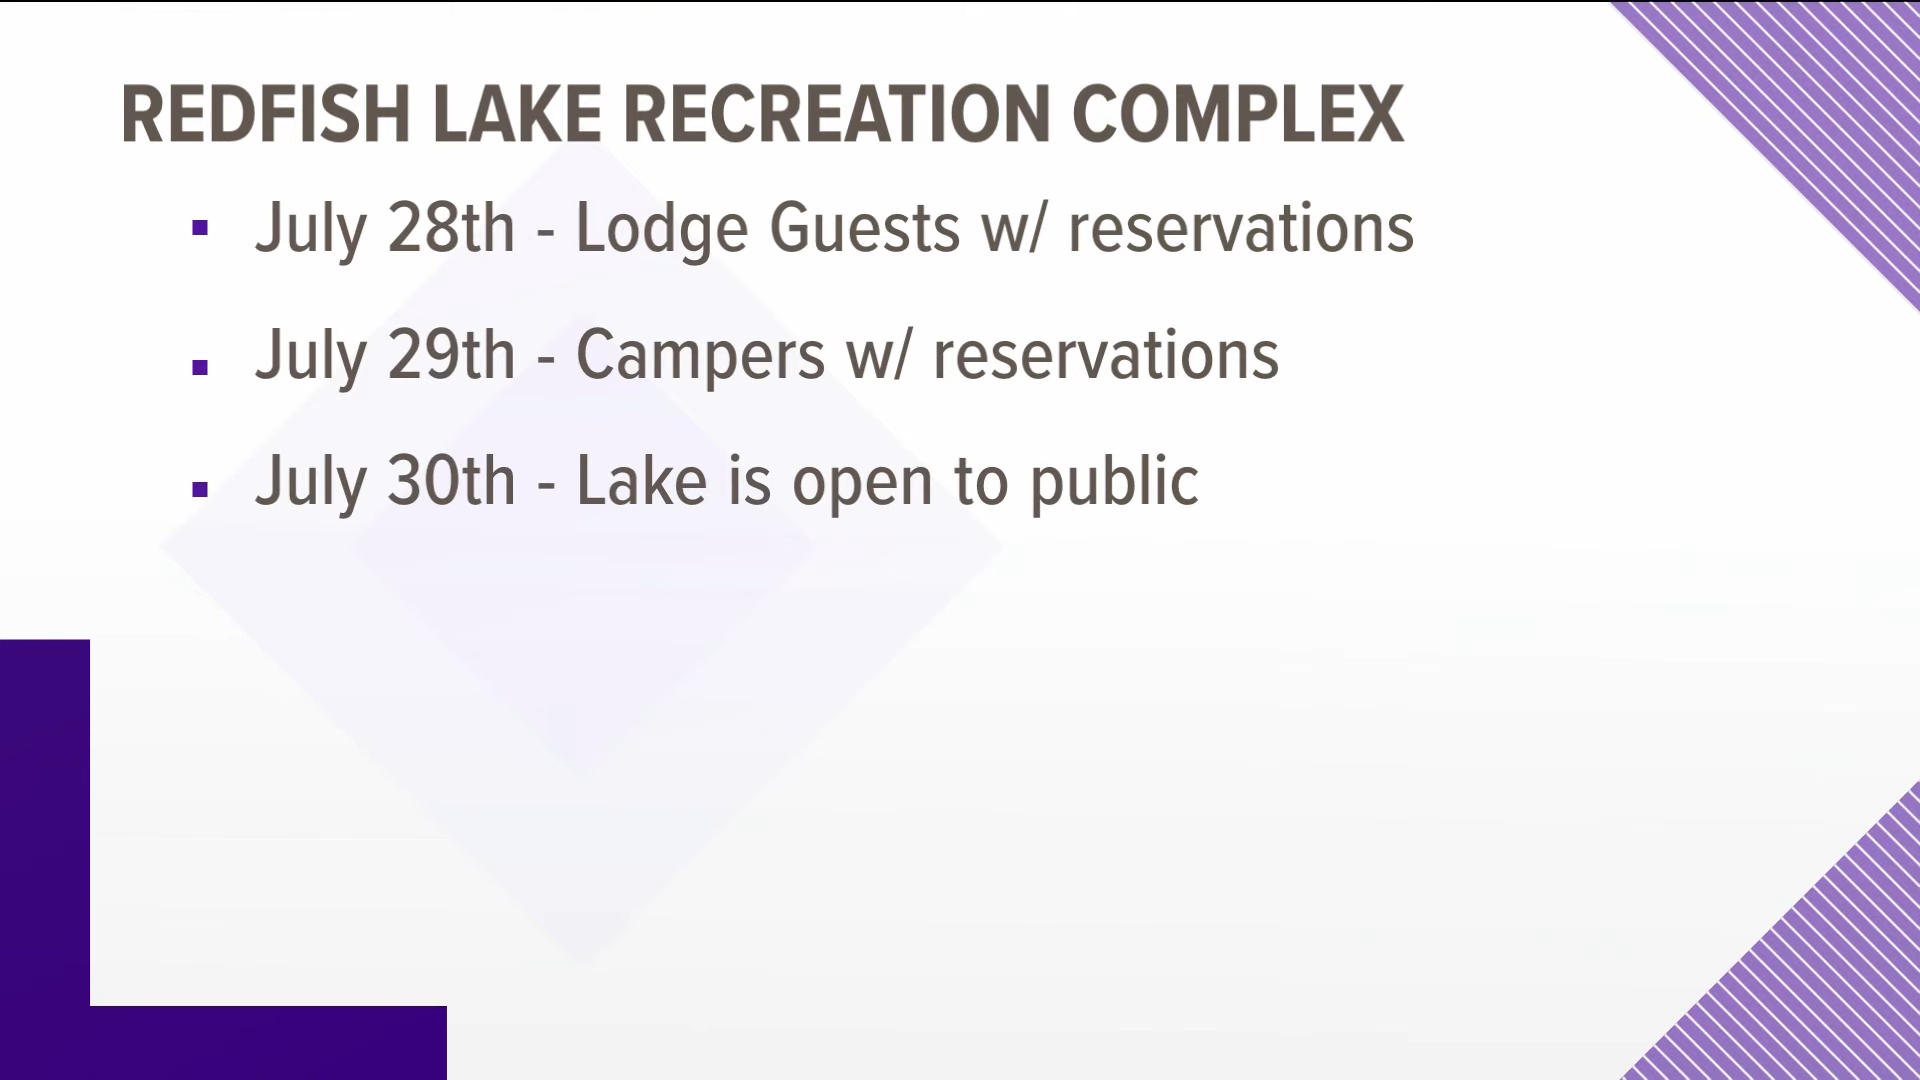 REDFISH LAKE RECREATION COMPLEX
▪ July 28th - Lodge Guests w/ reservations
▪ July 29th - Campers w/ reservations
▪ July 30th - Lake is open to public